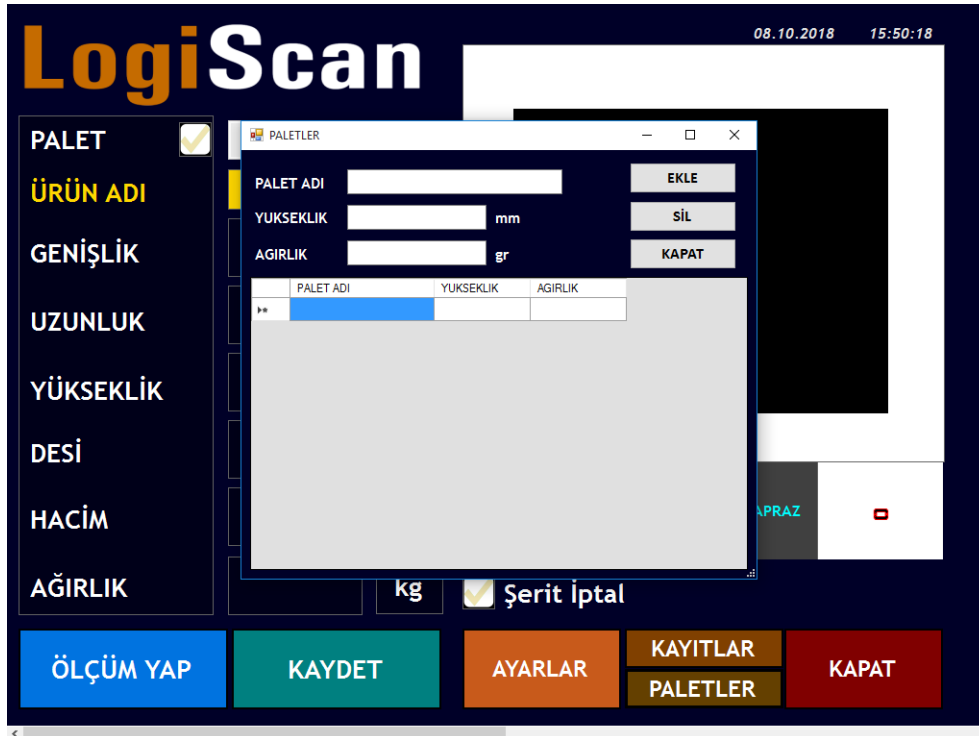 08.10.2018 15:50:18
LogiScan
PALET
ÜRÜN ADI
GENİŞLİK
UZUNLUK
YÜKSEKLİK
DESİ
HACİM
AĞIRLIK
PALETLER
PALET ADI
EKLE
YUKSEKLIK mm
SİL
AGIRLIK gr
KAPAT
PALET ADI YUKSEKLIK AGIRLIK
APRAZ
kg
Şerit İptal
ÖLÇÜM YAP
KAYDET
AYARLAR
KAYITLAR
PALETLER
KAPAT